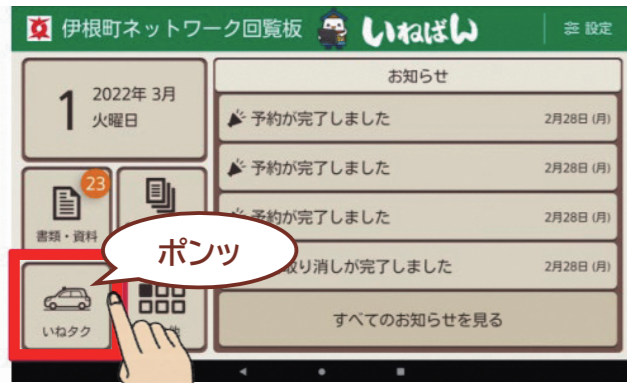 伊根町ネットワーク回覧板 いねばん 設定
1 2022年 3月
火曜日
お知らせ
予約が完了しました 2月28日 (月)
予約が完了しました 2月28日 (月)
予約が完了しました 2月28日 (月)
取り消しが完了しました 2月28日 (月)
すべてのお知らせを見る
23
書類・資料
ポンッ
いねタク
他